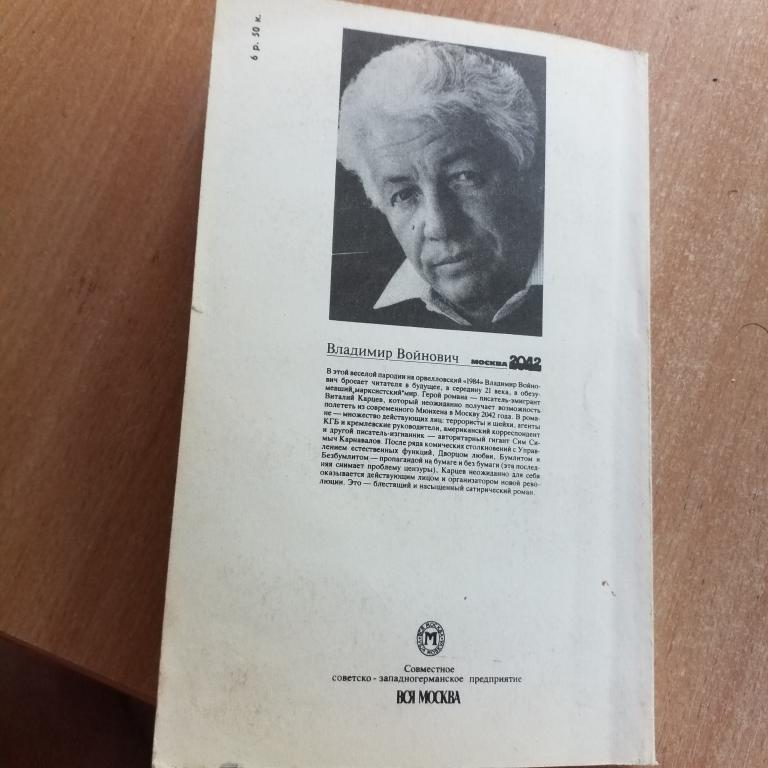 6 р. 50 к.
Владимир Войнович МОСКВА 2042
В этой веселой пародии на орвелловский «1984» Владимир Войно-
вич бросает читателя в будущее, в середину 21 века, в обезу-
мевший„марксистский"мир. Герой романа — писатель-эмигрант
Виталий Карцев, который неожиданно получает возможность
полететь из современного Мюнхена в Москву 2042 года. В рома-
не — множество действующих лиц: террористы и шейхи, агенты
КГБ и кремлевские руководители, американский корреспондент
и другой писатель-изгнанник — авторитарный гигант Сим Си-
мыч Карнавалов. После ряда комических столкновений с Управ-
лением естественных функций, Дворцом любви, Бумлитом и
Безбумлитом — пропагандой на бумаге и без бумаги (эта послед-
няя снимает проблему цензуры), Карцев неожиданно для себя
оказывается действующим лицом и организатором новой рево-
люции. Это — блестящий и насыщенный сатирический роман.
ВСЯ МОСКВА
М
Совместное
советско - западногерманское предприятие
ВСЯ МОСКВА